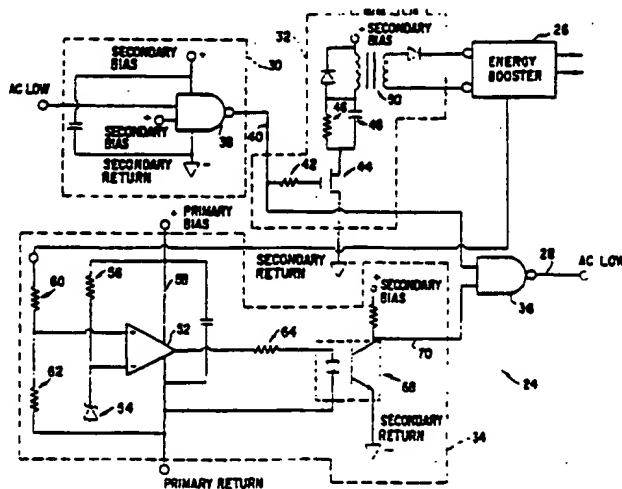 32
SECONDARY
BIAS
26
ENERGY
BOOSTER
SECONDARY
BIAS
30
AC LOW
SECONDARY
BIAS
38
40
SECONDARY
RETURN
46
90
42
44
PRIMARY
BIAS
SECONDARY
RETURN
28
AC LOW
36
60
56
58
SECONDARY
BIAS
52
64
70
62
54
68
24
SECONDARY
RETURN
34
PRIMARY RETURN